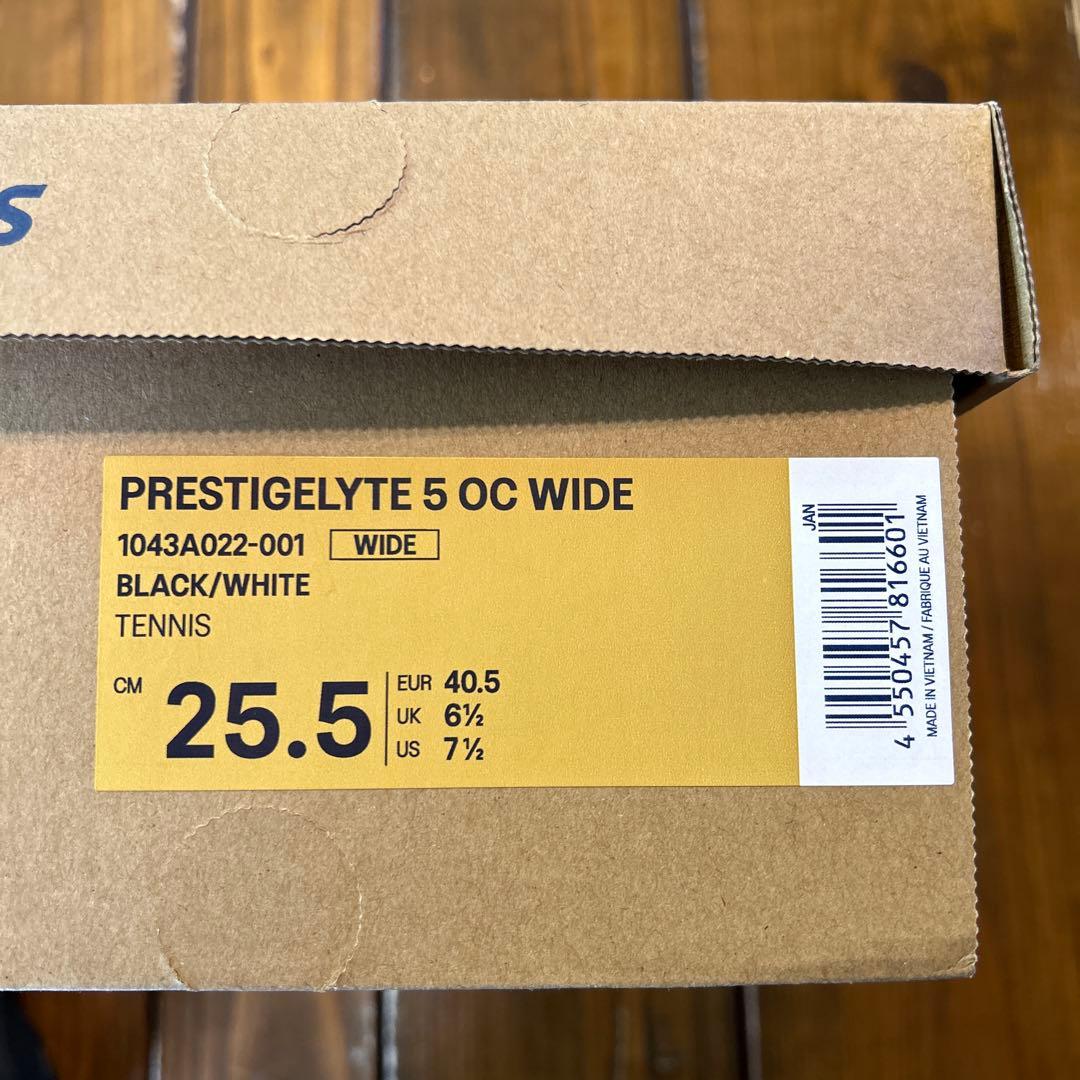 s
PRESTIGELYTE 5 OC WIDE
1043A022-001 WIDE
BLACK/WHITE
TENNIS
CM 25.5
EUR 40.5
UK 6½
US 7½
JAN
4 550457 816601
MADE IN VIETNAM / FABRIQUE AU VIETNAM